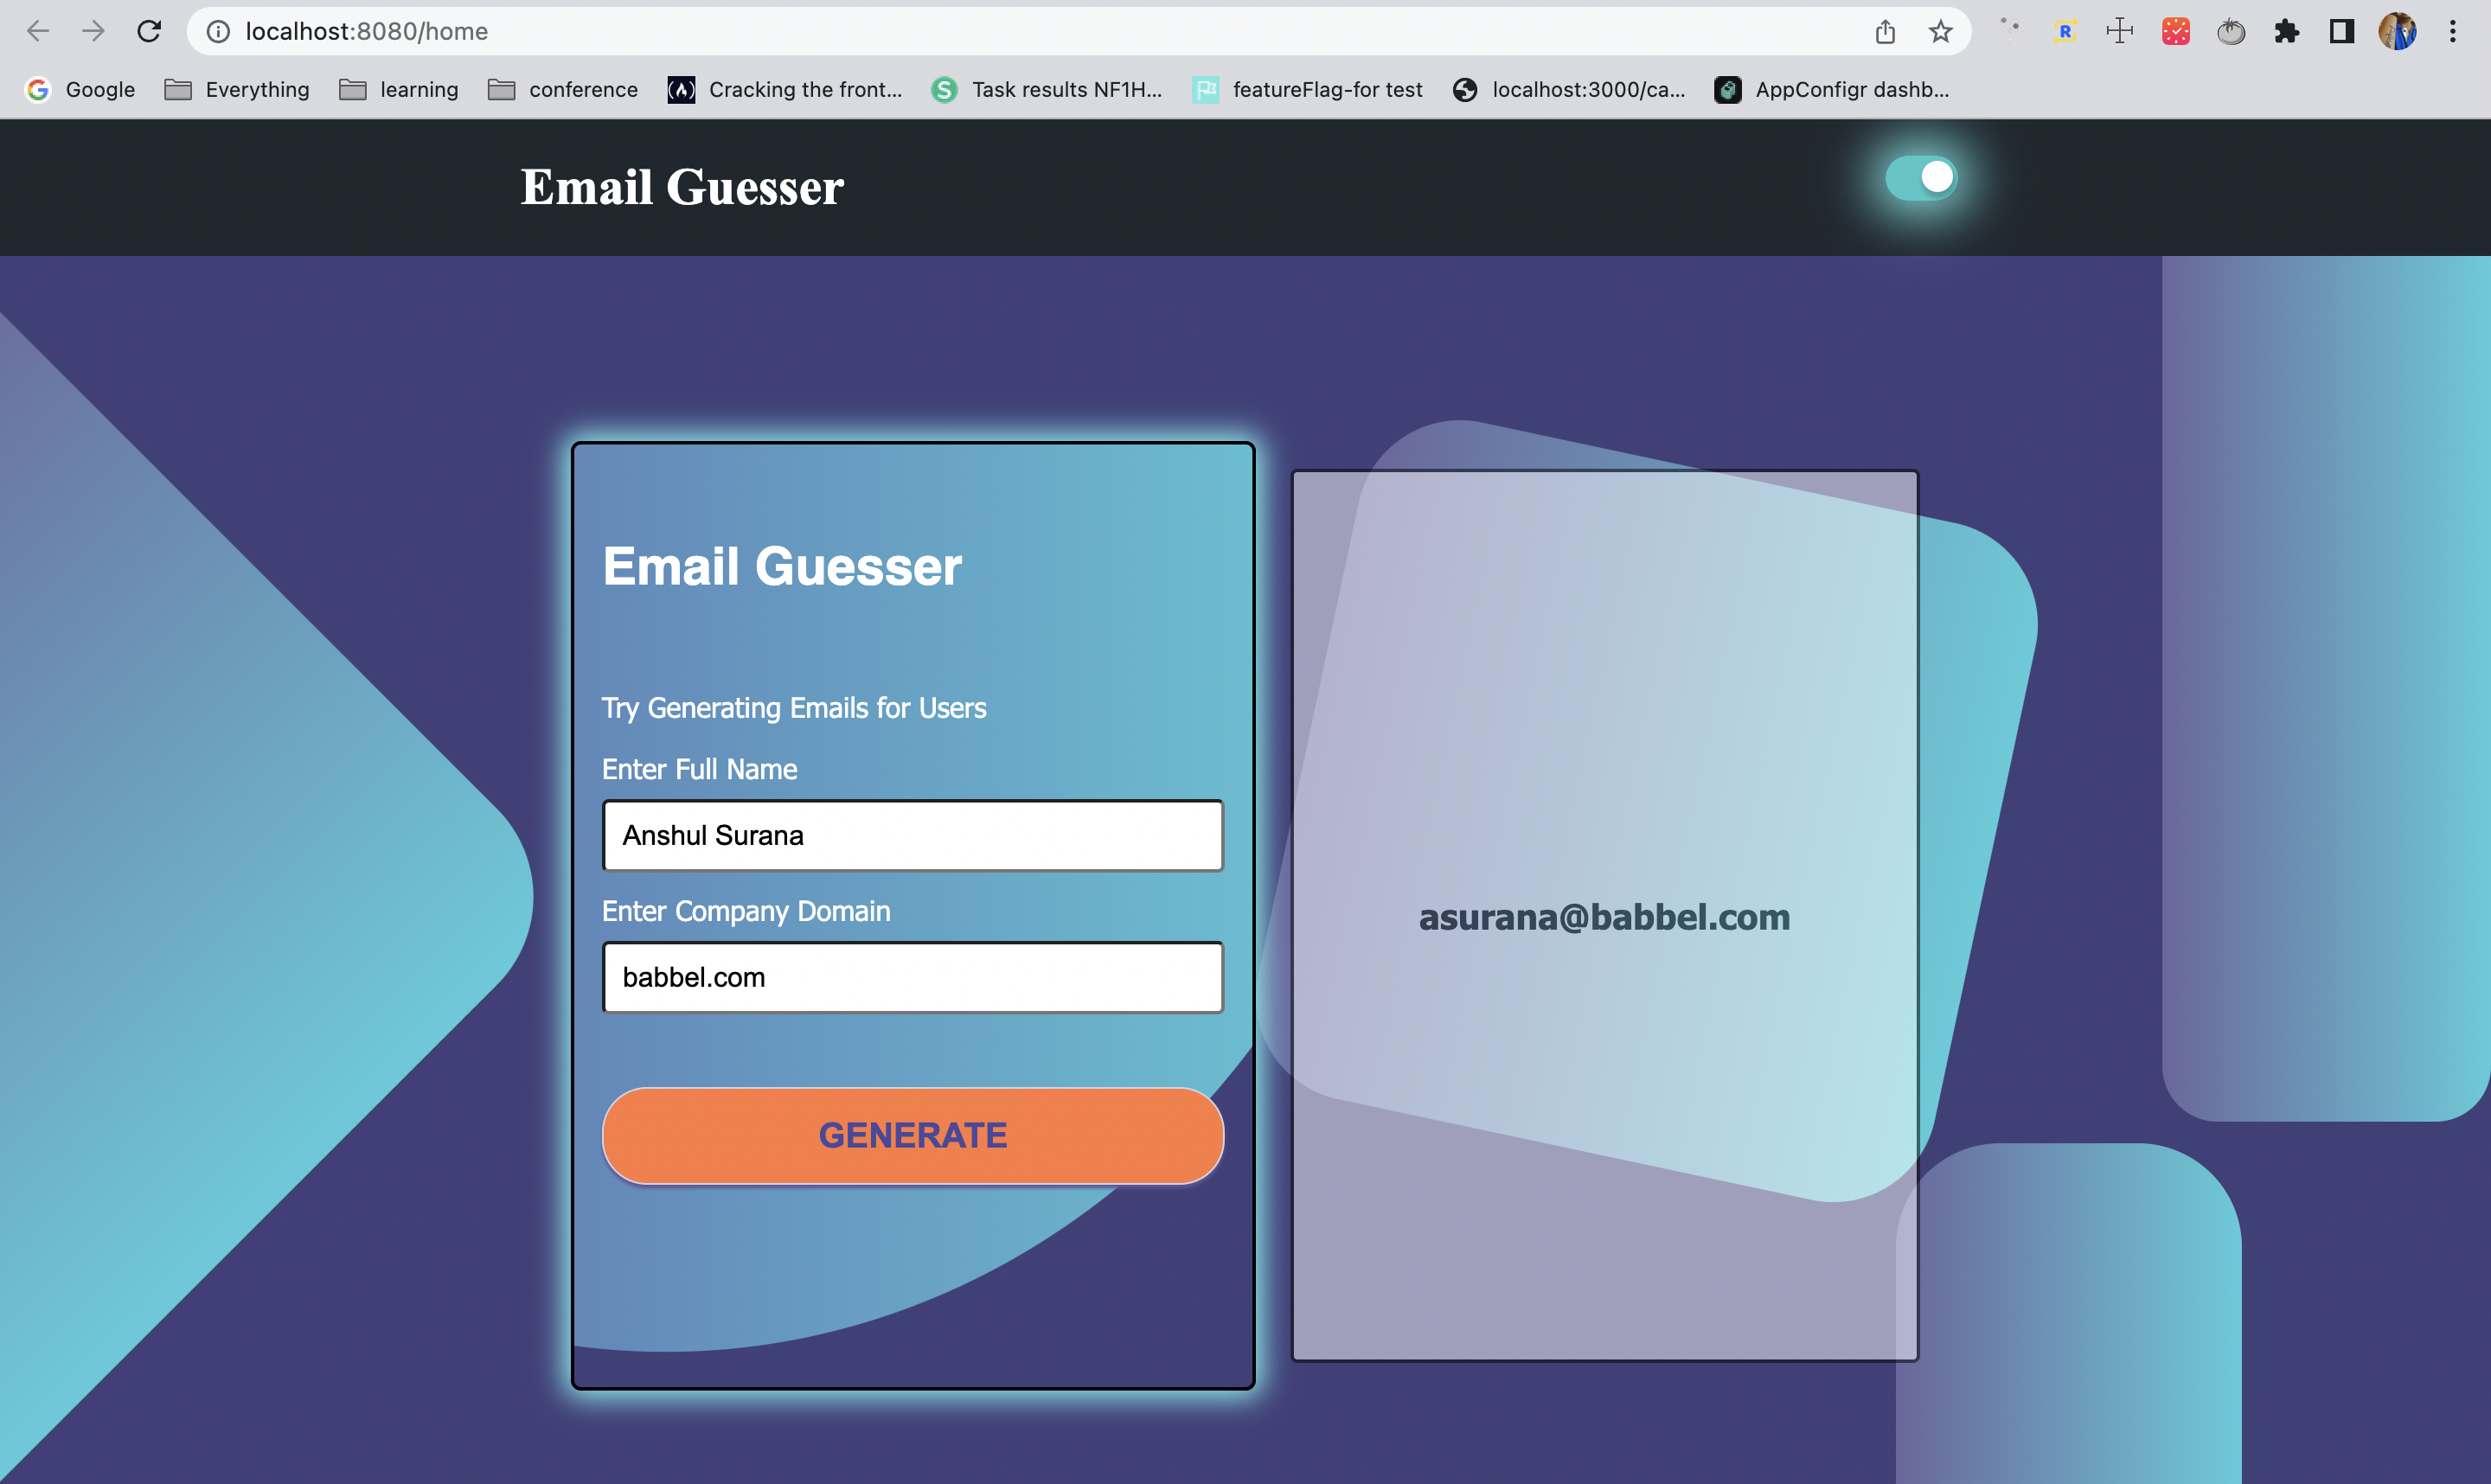 localhost:8080/home
Google Everything learning conference Cracking the front... Task results NF1H... featureFlag-for test localhost:3000/ca... AppConfigr dashb...
Email Guesser
Email Guesser
Try Generating Emails for Users
Enter Full Name
Anshul Surana
Enter Company Domain
babbel.com
GENERATE
asurana@babbel.com